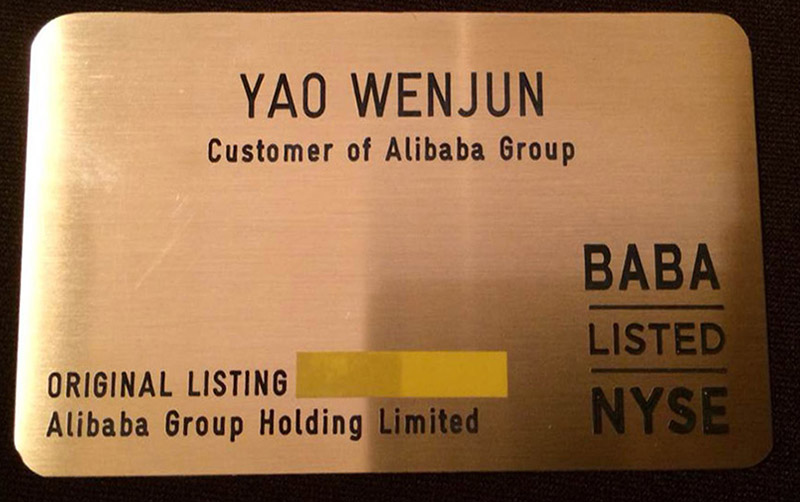 YAO WENJUN
Customer of Alibaba Group
BABA
LISTED
NYSE
ORIGINAL LISTING
Alibaba Group Holding Limited